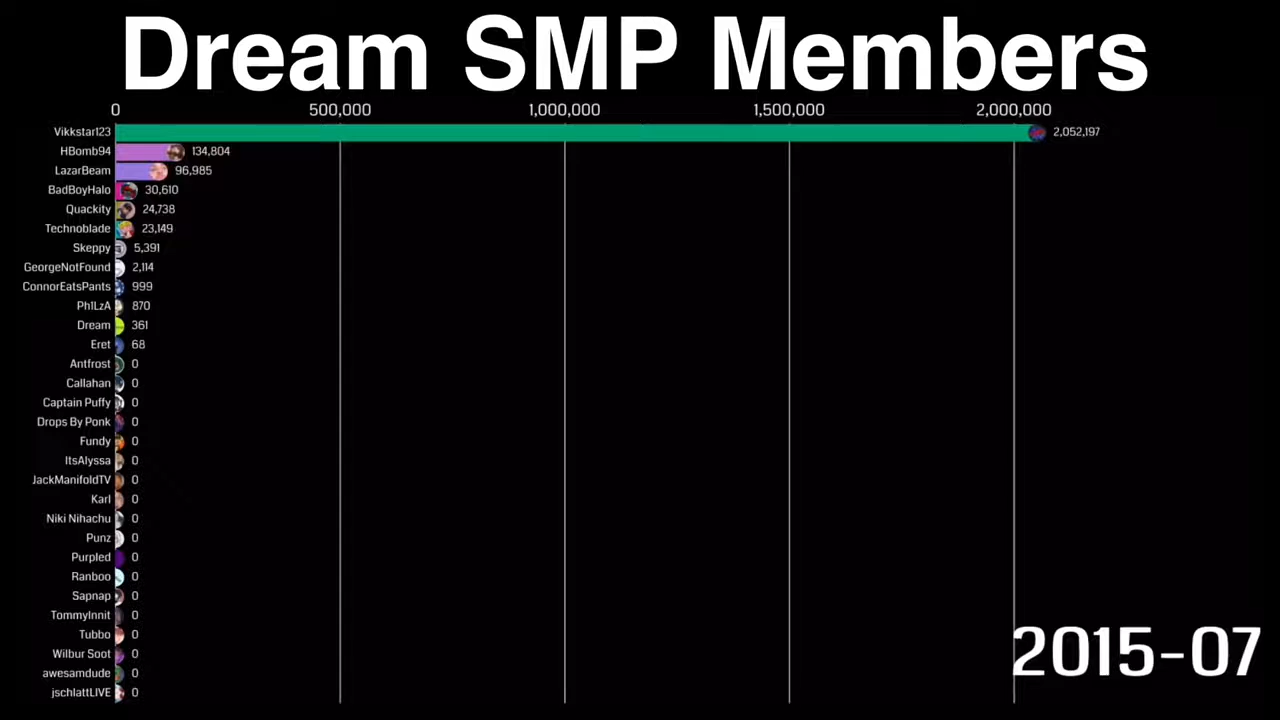 Dream SMP Members
0 500,000 1,000,000 1,500,000 2,000,000
Vikkstar123 2,052,197
HBomb94 134,804
LazarBeam 96,985
BadBoyHalo 30,610
Quackity 24,738
Technoblade 23,149
Skeppy 5,391
GeorgeNotFound 2,114
ConnorEatsPants 999
Ph1LzA 870
Dream 361
Eret 68
Antfrost 0
Callahan 0
Captain Puffy 0
Drops By Ponk 0
Fundy 0
ItsAlyssa 0
JackManifoldTV 0
Karl 0
Niki Nihachu 0
Punz 0
Purpled 0
Ranboo 0
Sapnap 0
TommyInnit 0
Tubbo 0
Wilbur Soot 0
awesamdude 0
jschlattLIVE 0
2015-07